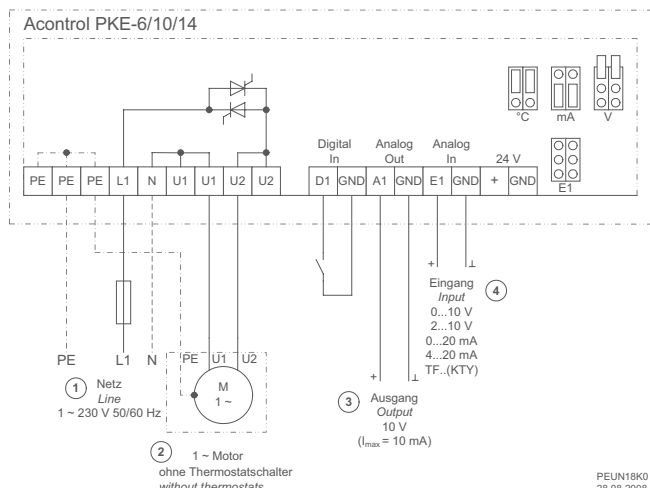 Acontrol PKE-6/10/14
°C mA V
Digital In
Analog Out
Analog In
24 V
E1
PE PE PE L1 N U1 U1 U2 U2
D1 GND A1 GND E1 GND + GND
+ ⊥
Eingang
Input
0...10 V
2...10 V
0...20 mA
4...20 mA
TF..(KTY)
4
PE L1 N
1 Netz
Line
1 ~ 230 V 50/60 Hz
PE U1 U2
M
1 ~
2 1 ~ Motor
ohne Thermostatschalter
without thermostats
+ ⊥
3 Ausgang
Output
10 V
(Imax = 10 mA)
PEUN18K0
28.08.2008